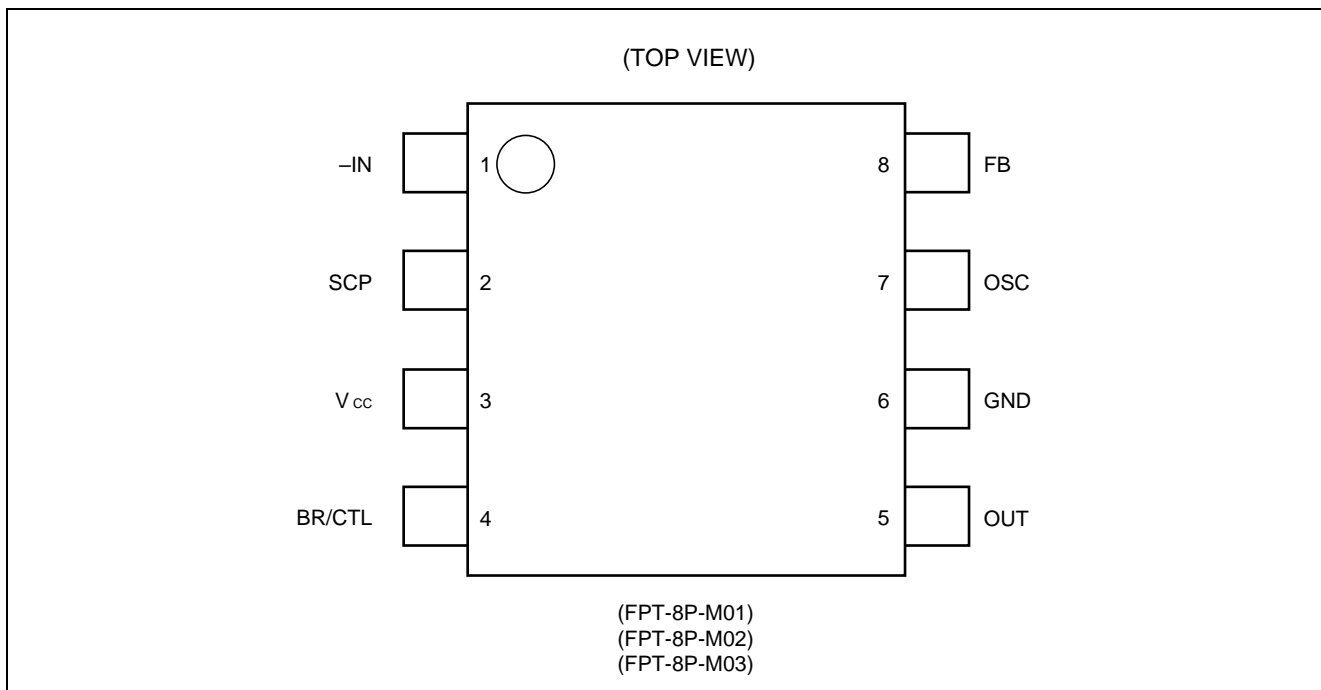 (TOP VIEW)
–IN 1 8 FB
SCP 2 7 OSC
VCC 3 6 GND
BR/CTL 4 5 OUT
(FPT-8P-M01)
(FPT-8P-M02)
(FPT-8P-M03)